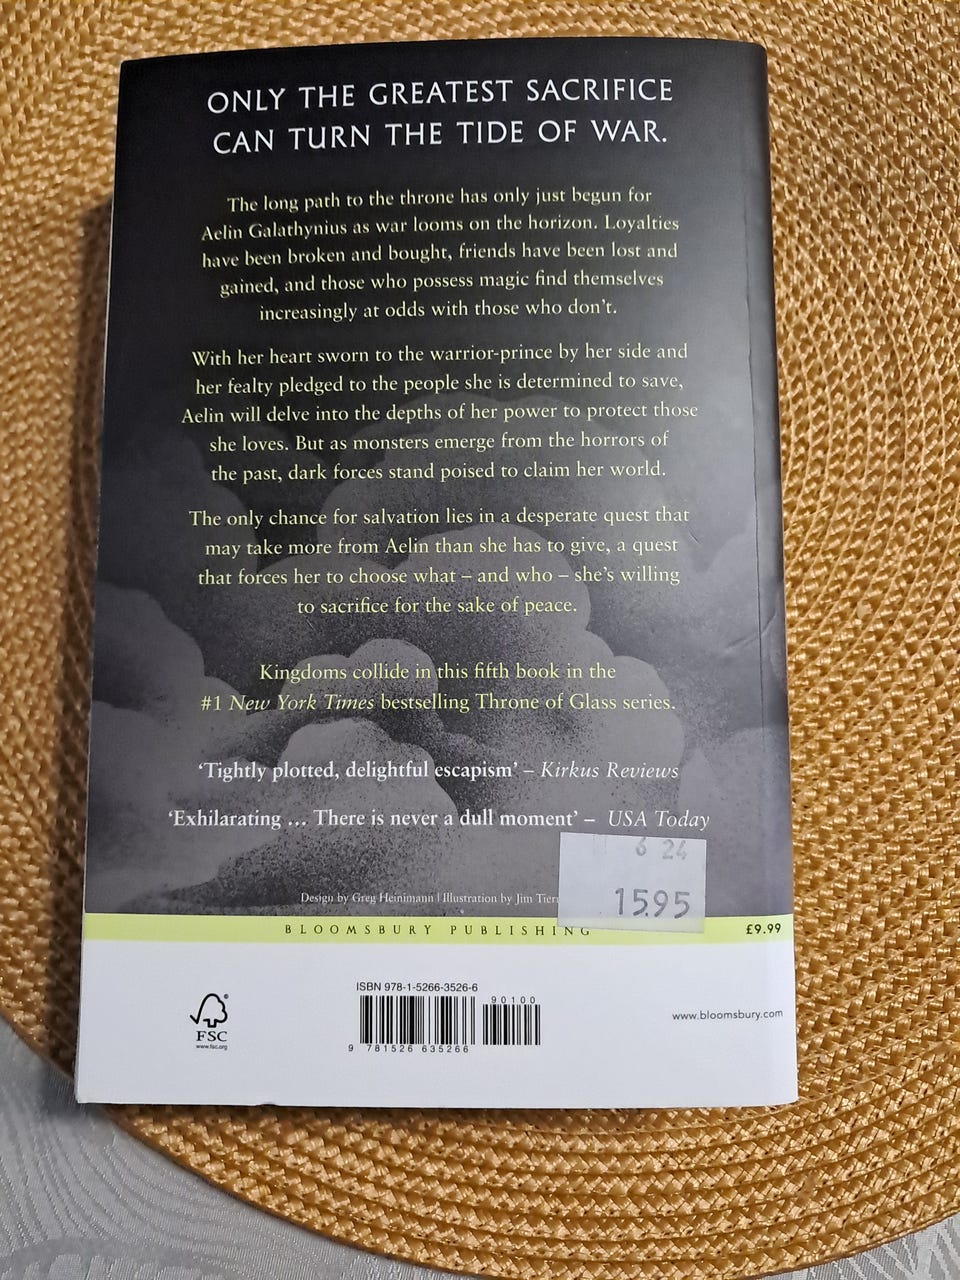 ONLY THE GREATEST SACRIFICE
CAN TURN THE TIDE OF WAR.
The long path to the throne has only just begun for
Aelin Galathynius as war looms on the horizon. Loyalties
have been broken and bought, friends have been lost and
gained, and those who possess magic find themselves
increasingly at odds with those who don't.
With her heart sworn to the warrior-prince by her side and
her fealty pledged to the people she is determined to save,
Aelin will delve into the depths of her power to protect those
she loves. But as monsters emerge from the horrors of
the past, dark forces stand poised to claim her world.
The only chance for salvation lies in a desperate quest that
may take more from Aelin than she has to give, a quest
that forces her to choose what – and who – she's willing
to sacrifice for the sake of peace.
Kingdoms collide in this fifth book in the
#1 New York Times bestselling Throne of Glass series.
‘Tightly plotted, delightful escapism’ – Kirkus Reviews
‘Exhilarating … There is never a dull moment’ – USA Today
6 24
15.95
Design by Greg Heinimann | Illustration by Jim
BLOOMSBURY PUBLISHING
£9.99
ISBN 978-1-5266-3526-6
90100
9 781526 635266
FSC
www.fsc.org
www.bloomsbury.com